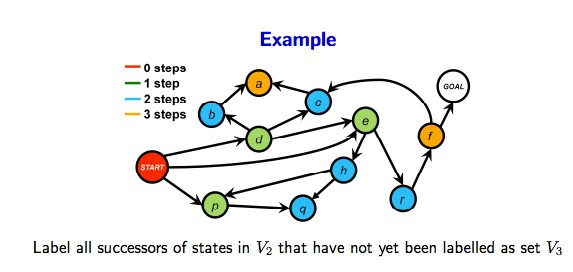 Example
0 steps
1 step
2 steps
3 steps
a
GOAL
c
b
e
f
d
START
h
r
p
q
Label all successors of states in V₂ that have not yet been labelled as set V₃